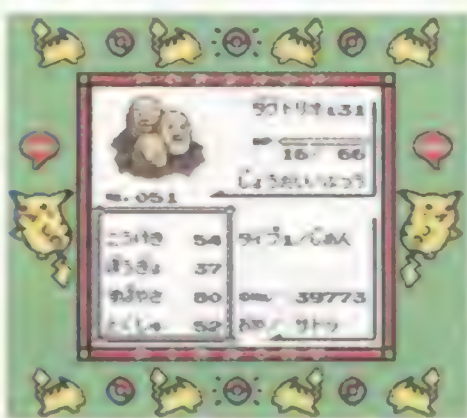 ダグトリオ :L31
HP
16/ 66
じょうたい/ふつう
No.051
こうげき 54
ぼうぎょ 37
すばやさ 80
とくしゅ 52
タイプ1/じめん
IDNo. 39773
おや/サトシ